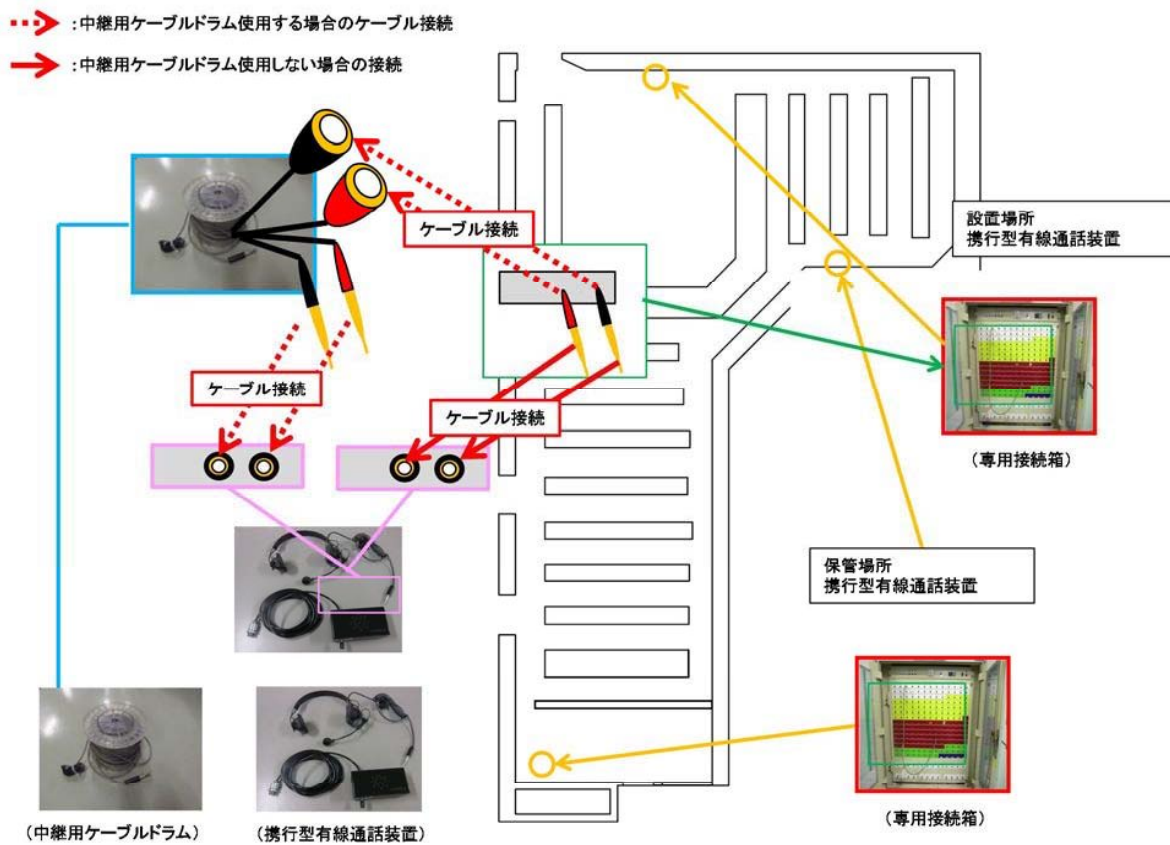 :中継用ケーブルドラム使用する場合のケーブル接続
:中継用ケーブルドラム使用しない場合の接続
ケーブル接続
設置場所
携行型有線通話装置
ケーブル接続
ケーブル接続
(専用接続箱)
保管場所
携行型有線通話装置
(中継用ケーブルドラム)
(携行型有線通話装置)
(専用接続箱)